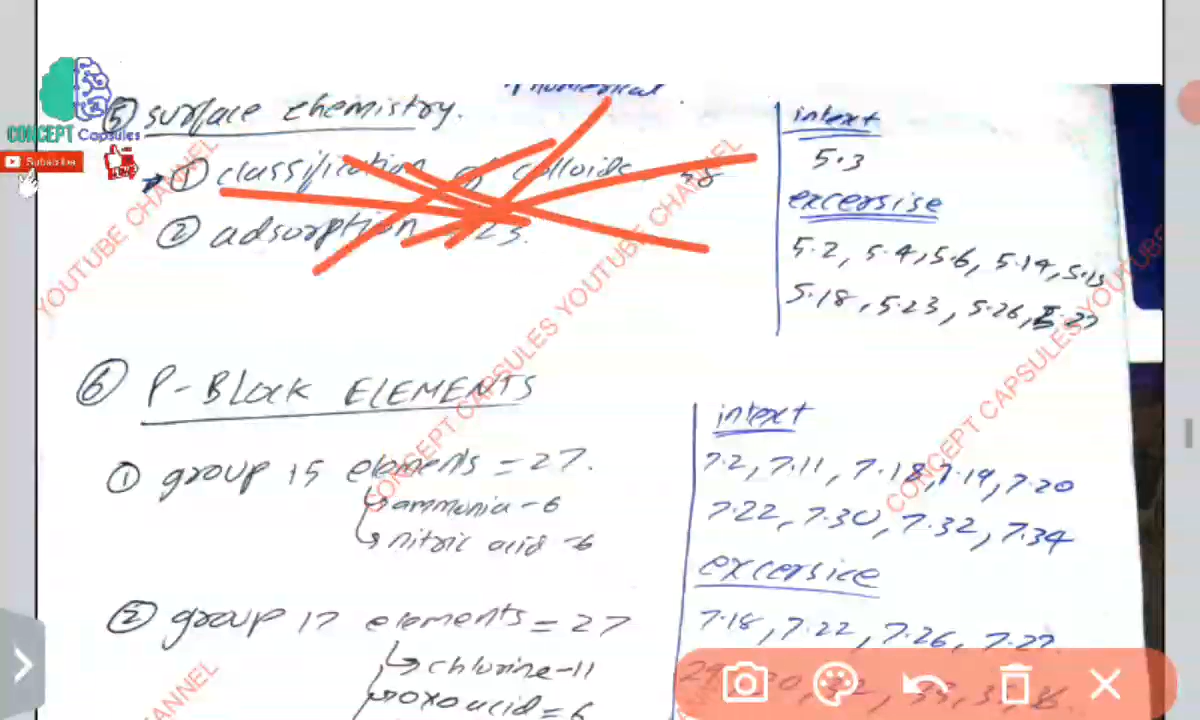 numerical
⑤ surface chemistry.
① classification of colloids
② adsorption 23.
intext
5.3
excersise
5.2, 5.4, 5.6, 5.14, 5.15
5.18, 5.23, 5.26, 5.27
⑥ P-Block ELEMENTS
① group 15 elements = 27.
ammonia - 6
nitric acid - 6
② group 17 elements = 27
chlorine - 11
oxoacid = 6
intext
7.2, 7.11, 7.18, 7.19, 7.20
7.22, 7.30, 7.32, 7.34
excersice
7.18, 7.22, 7.26, 7.27.
CONCEPT Capsules
Subscribe
YOUTUBE CHANNEL
CONCEPT CAPSULES YOUTUBE CHANNEL
CONCEPT CAPSULES YOUTUBE
CHANNEL